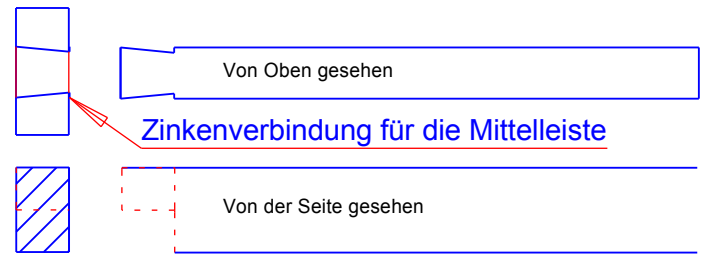 Von Oben gesehen
Zinkenverbindung für die Mittelleiste
Von der Seite gesehen